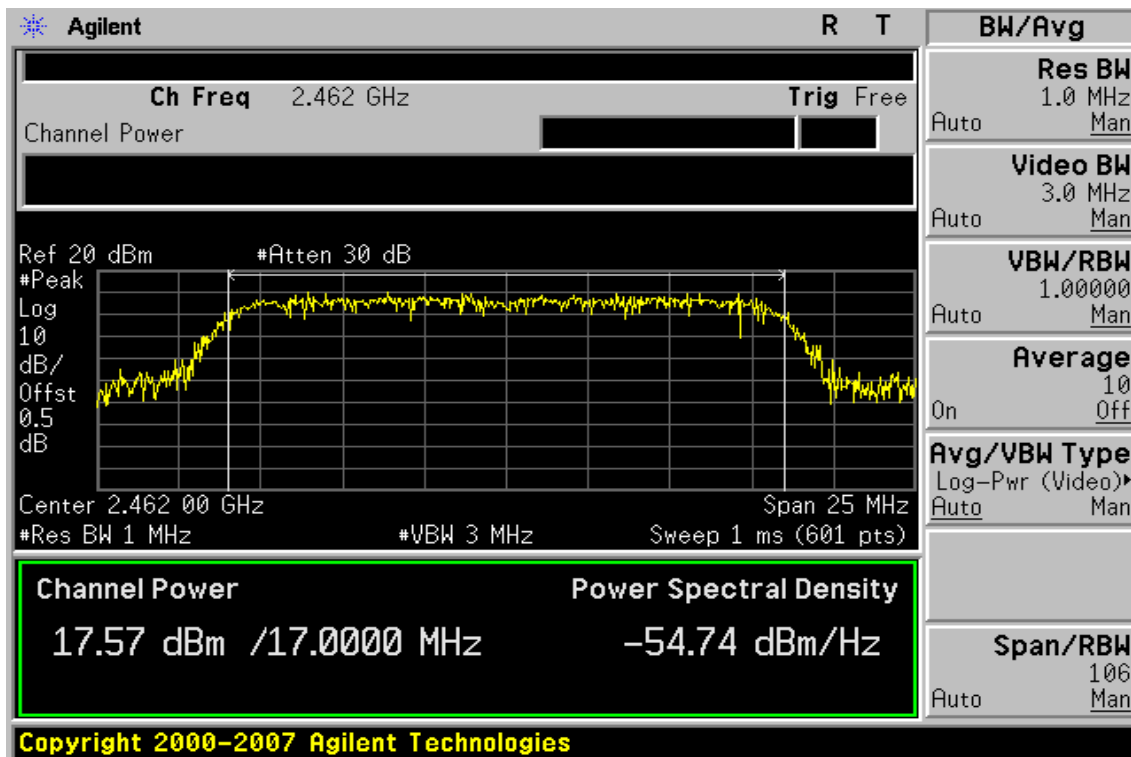 Agilent R T BW/Avg
Ch Freq 2.462 GHz Trig Free
Channel Power
Ref 20 dBm #Atten 30 dB
#Peak
Log
10
dB/
Offst
0.5
dB
Center 2.462 00 GHz Span 25 MHz
#Res BW 1 MHz #VBW 3 MHz Sweep 1 ms (601 pts)
Channel Power Power Spectral Density
17.57 dBm /17.0000 MHz -54.74 dBm/Hz
Res BW
1.0 MHz
Auto Man
Video BW
3.0 MHz
Auto Man
VBW/RBW
1.00000
Auto Man
Average
10
On Off
Avg/VBW Type
Log-Pwr (Video)▸
Auto Man
Span/RBW
106
Auto Man
Copyright 2000-2007 Agilent Technologies